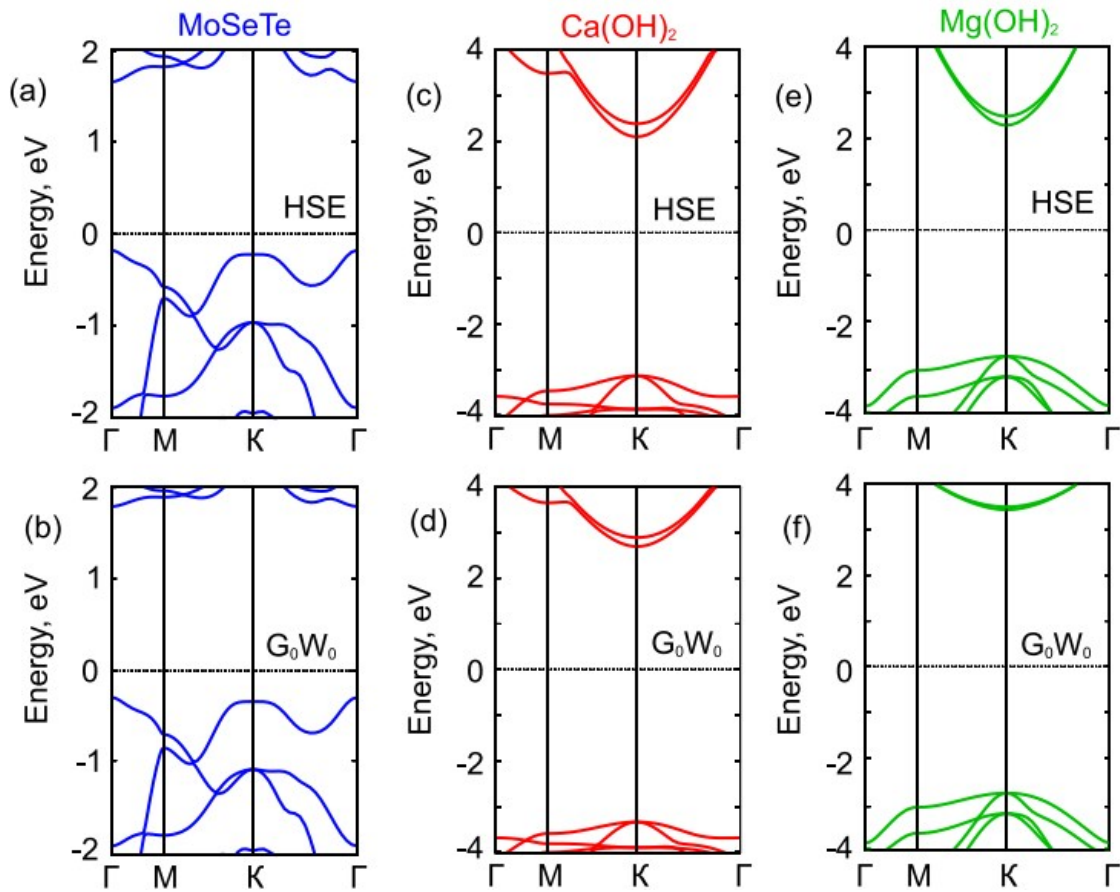 MoSeTe
Ca(OH)₂
Mg(OH)₂
(a)
Energy, eV
2
1
0
-1
-2
HSE
Γ M K Γ
(c)
Energy, eV
4
2
0
-2
-4
HSE
Γ M K Γ
(e)
Energy, eV
4
2
0
-2
-4
HSE
Γ M K Γ
(b)
Energy, eV
2
1
0
-1
-2
G₀W₀
Γ M K Γ
(d)
Energy, eV
4
2
0
-2
-4
G₀W₀
Γ M K Γ
(f)
Energy, eV
4
2
0
-2
-4
G₀W₀
Γ M K Γ